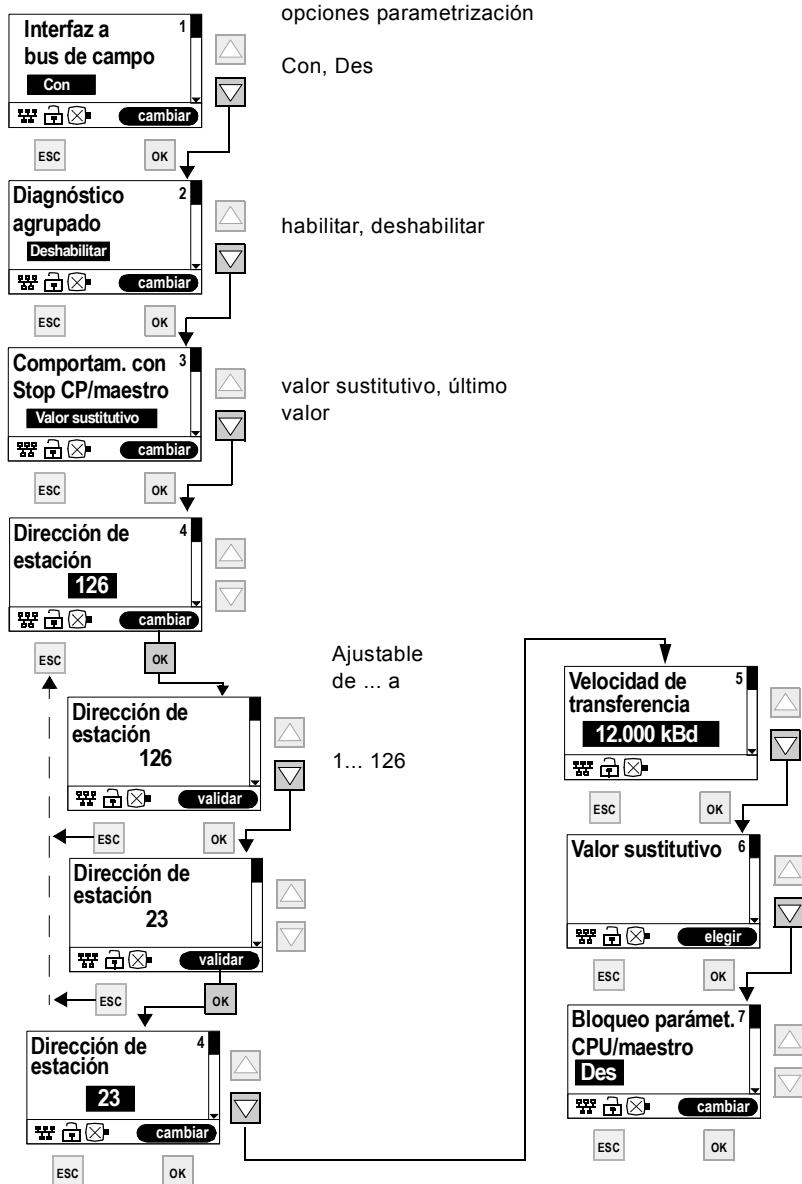 opciones parametrización
Interfaz a 1
bus de campo
Con
cambiar
Con, Des
ESC OK
Diagnóstico 2
agrupado
Deshabilitar
cambiar
habilitar, deshabilitar
ESC OK
Comportam. con 3
Stop CP/maestro
Valor sustitutivo
cambiar
valor sustitutivo, último
valor
ESC OK
Dirección de 4
estación
126
cambiar
ESC OK
Ajustable
de ... a
Dirección de
estación
126
validar
1... 126
ESC OK
Dirección de
estación
23
validar
ESC OK
Dirección de 4
estación
23
cambiar
ESC OK
Velocidad de 5
transferencia
12.000 kBd
ESC OK
Valor sustitutivo 6
elegir
ESC OK
Bloqueo parámet. 7
CPU/maestro
Des
cambiar
ESC OK